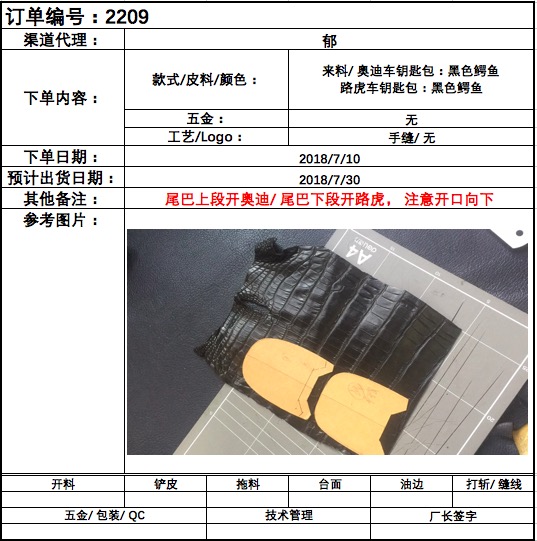 订单编号：2209
渠道代理：
郁
下单内容：
款式/皮料/颜色：
来料/ 奥迪车钥匙包：黑色鳄鱼
路虎车钥匙包：黑色鳄鱼
五金：
无
工艺/Logo：
手缝/ 无
下单日期：
2018/7/10
预计出货日期：
2018/7/30
其他备注：
尾巴上段开奥迪/ 尾巴下段开路虎， 注意开口向下
参考图片：
A4
开料
铲皮
拖料
台面
油边
打斩/ 缝线
五金/ 包装/ QC
技术管理
厂长签字